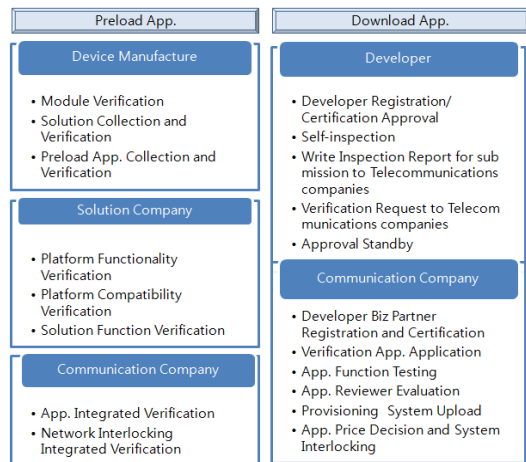 Preload App.
Device Manufacture
• Module Verification
• Solution Collection and
Verification
• Preload App. Collection and
Verification
Solution Company
• Platform Functionality
Verification
• Platform Compatibility
Verification
• Solution Function Verification
Communication Company
• App. Integrated Verification
• Network Interlocking
Integrated Verification
Download App.
Developer
• Developer Registration/
Certification Approval
• Self-inspection
• Write Inspection Report for sub
mission to Telecommunications
companies
• Verification Request to Telecom
munications companies
• Approval Standby
Communication Company
• Developer Biz Partner
Registration and Certification
• Verification App. Application
• App. Function Testing
• App. Reviewer Evaluation
• Provisioning System Upload
• App. Price Decision and System
Interlocking